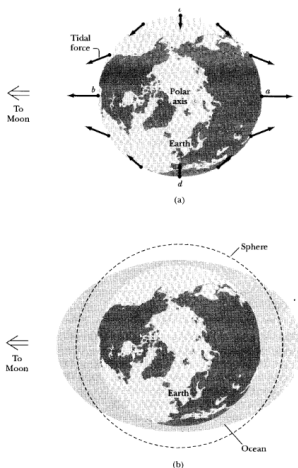 c
Tidal
force
b
Polar
axis
a
To
Moon
Earth
d
(a)
Sphere
To
Moon
Earth
Ocean
(b)